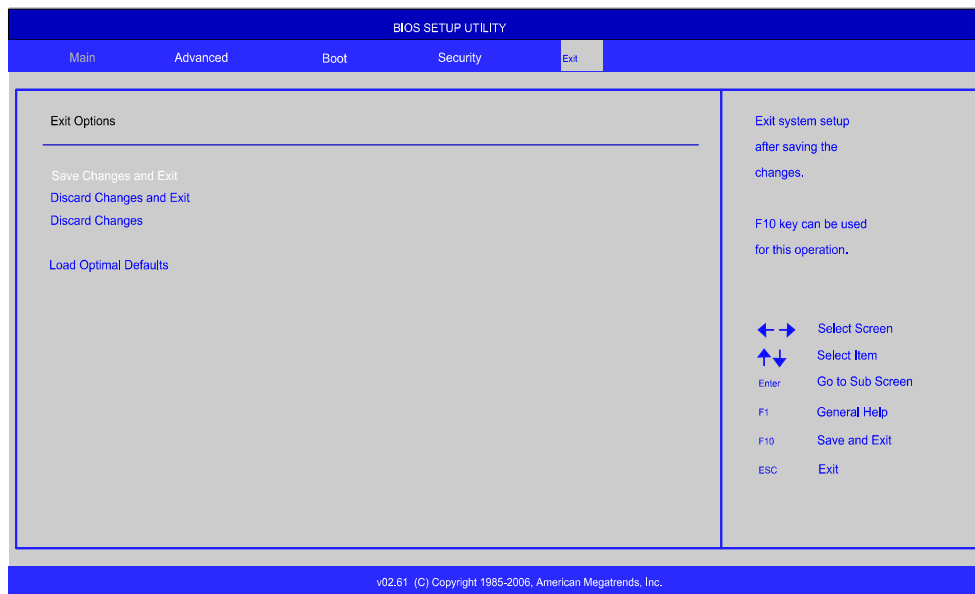 BIOS SETUP UTILITY
Main Advanced Boot Security Exit
Exit Options
Save Changes and Exit
Discard Changes and Exit
Discard Changes
Load Optimal Defaults
Exit system setup
after saving the
changes.
F10 key can be used
for this operation.
Select Screen
Select Item
Enter Go to Sub Screen
F1 General Help
F10 Save and Exit
ESC Exit
v02.61 (C) Copyright 1985-2006, American Megatrends, Inc.